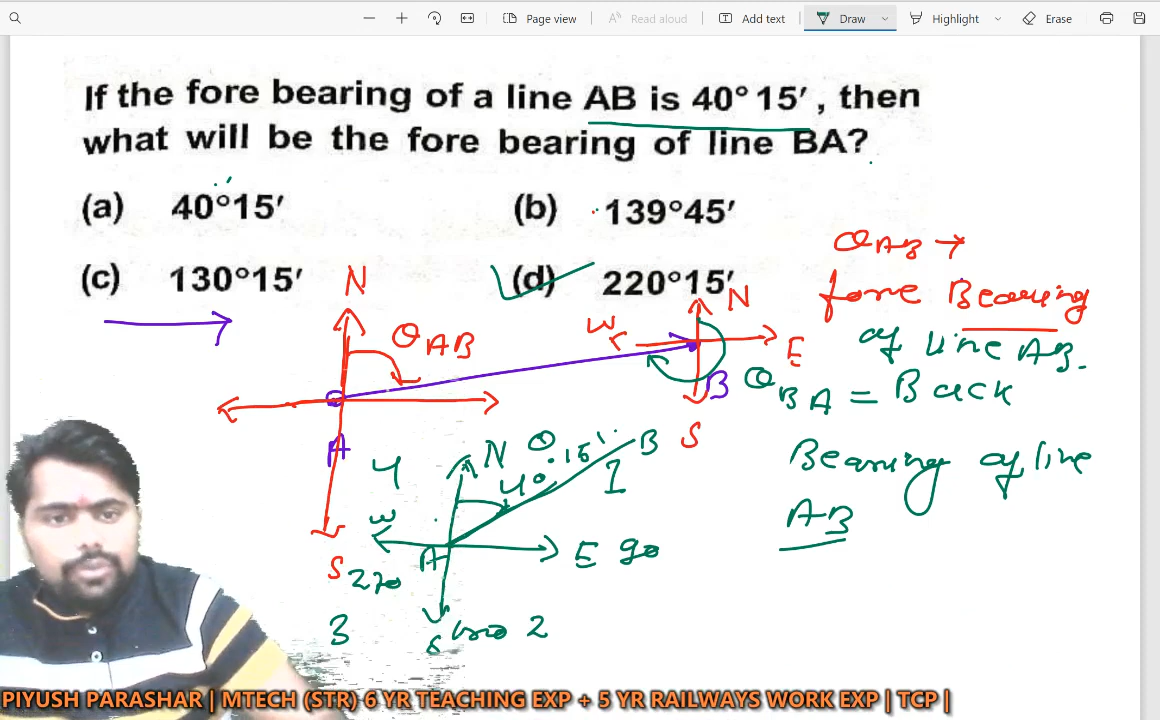 Page view
Read aloud
Add text
Draw
Highlight
Erase
If the fore bearing of a line AB is 40° 15′, then
what will be the fore bearing of line BA?
(a) 40°15′
(b) 139°45′
(c) 130°15′
(d) 220°15′
θAB →
fore Bearing
of line AB.
θBA = Back
Bearing of line
AB
N
θAB
A
S
N
W
E
B
S
N
0
40°.15'
B
4
1
W
A
E 90
270
3
S
2
PIYUSH PARASHAR | MTECH (STR) 6 YR TEACHING EXP + 5 YR RAILWAYS WORK EXP | TCP |